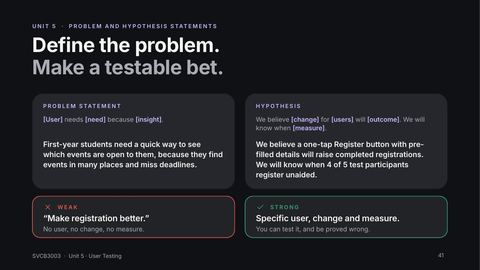 UNIT 5 · PROBLEM AND HYPOTHESIS STATEMENTS
Define the problem.
Make a testable bet.
PROBLEM STATEMENT
[User] needs [need] because [insight].
First-year students need a quick way to see
which events are open to them, because they find
events in many places and miss deadlines.
HYPOTHESIS
We believe [change] for [users] will [outcome]. We will
know when [measure].
We believe a one-tap Register button with pre-
filled details will raise completed registrations.
We will know when 4 of 5 test participants
register unaided.
WEAK
“Make registration better.”
No user, no change, no measure.
STRONG
Specific user, change and measure.
You can test it, and be proved wrong.
SVCB3003 · Unit 5 · User Testing
41